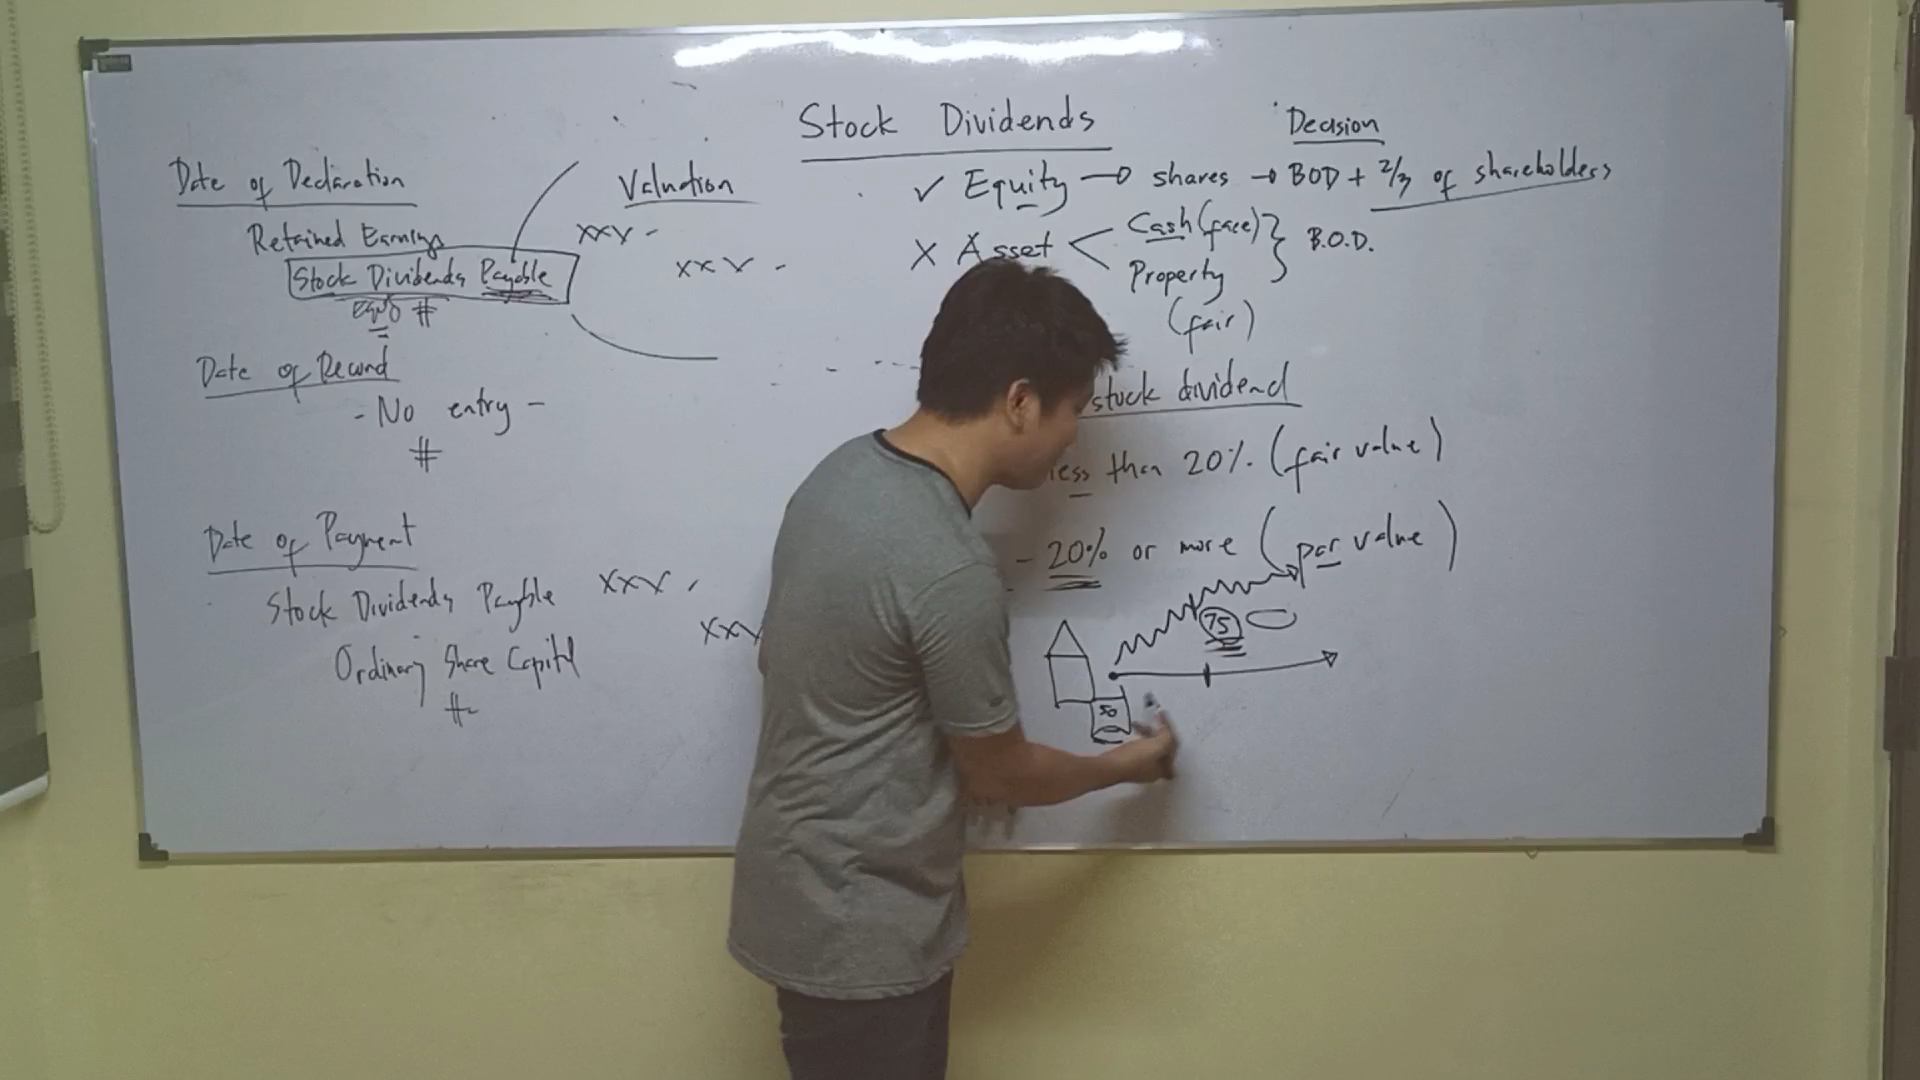 Stock Dividends
Decision
✓ Equity → shares → BOD + 2/3 of shareholders
X Asset < Cash (face) } B.O.D.
Property
(fair)
Date of Declaration
Valuation
Retained Earnings xxx
Stock Dividends Payable xxx
#
Date of Record
- No entry -
#
Date of Payment
Stock Dividends Payable xxx
Ordinary Share Capital xxx
#
stock dividend
less than 20% (fair value)
- 20% or more (par value)
75
50